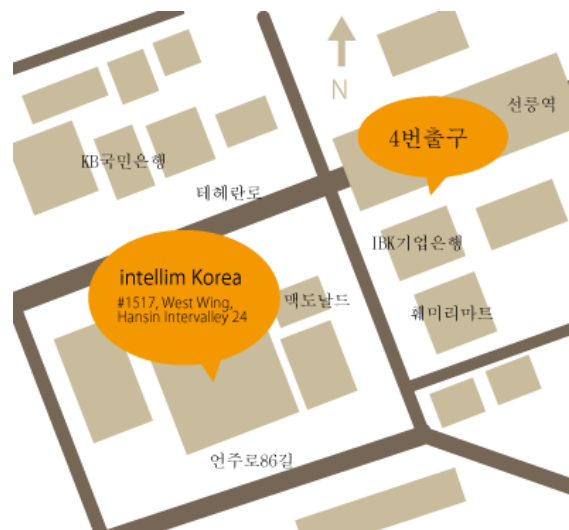 N
선릉역
4번출구
KB국민은행
테헤란로
IBK기업은행
intellim Korea
#1517, West Wing,
Hansin Intervalley 24
맥도날드
훼미리마트
언주로86길